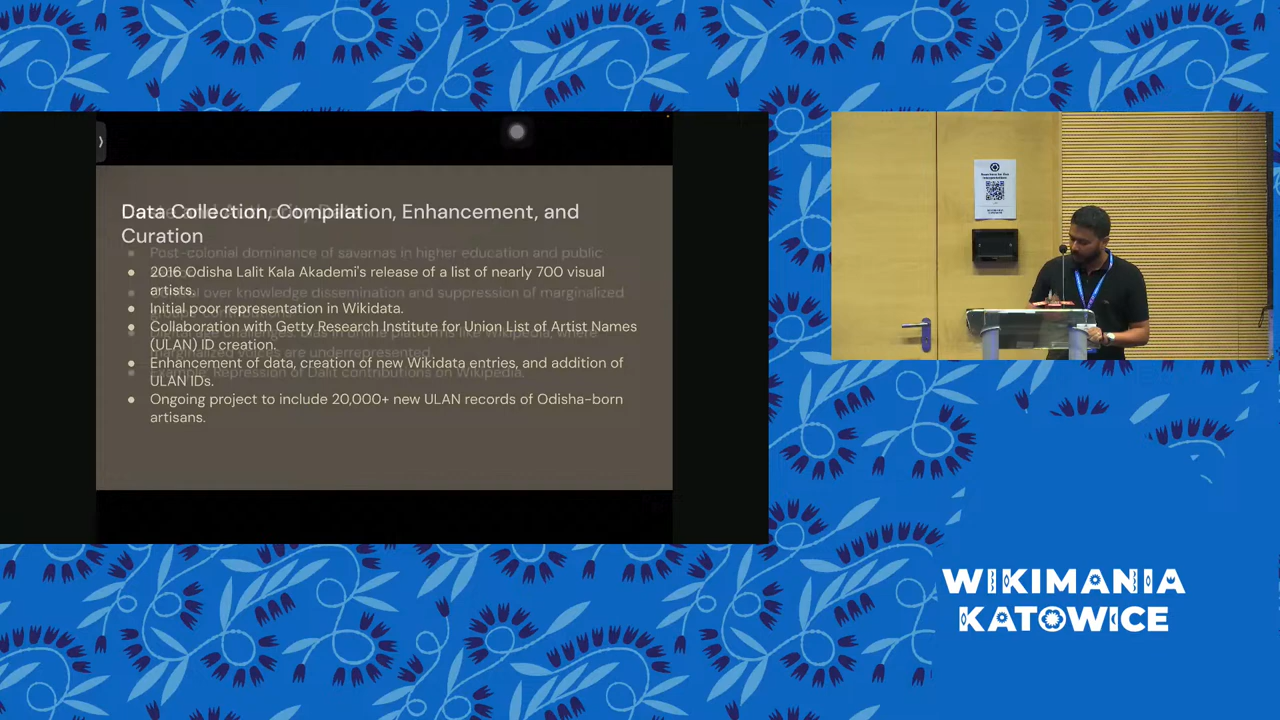 Data Collection, Compilation, Enhancement, and
Curation
Post-colonial dominance of savarnas in higher education and public
● 2016 Odisha Lalit Kala Akademi's release of a list of nearly 700 visual
artists.
over knowledge dissemination and suppression of marginalized
● Initial poor representation in Wikidata.
● Collaboration with Getty Research Institute for Union List of Artist Names
(ULAN) ID creation.
marginalized voices are underrepresented.
● Enhancement of data, creation of new Wikidata entries, and addition of
Repression of Dalit contributions on Wikipedia.
ULAN IDs.
● Ongoing project to include 20,000+ new ULAN records of Odisha-born
artisans.
WIKIMANIA
KATOWICE